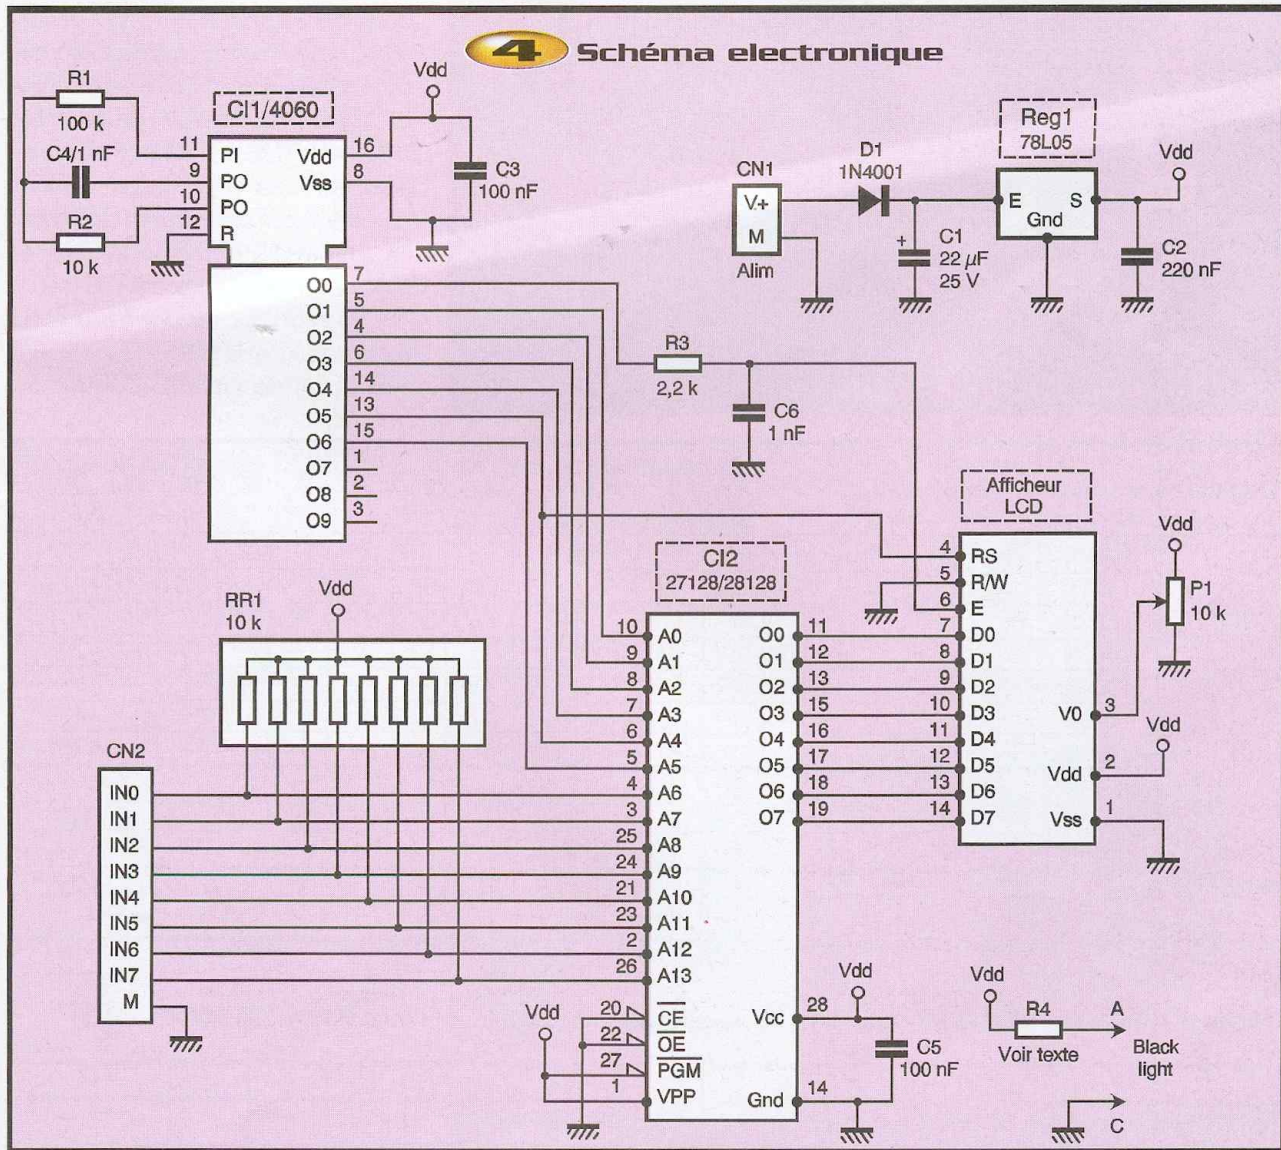 4 Schéma electronique
R1
100 k
C4/1 nF
R2
10 k
CI1/4060
11 PI
9 PO
10 PO
12 R
Vdd 16
Vss 8
Vdd
C3
100 nF
O0 7
O1 5
O2 4
O3 6
O4 14
O5 13
O6 15
O7 1
O8 2
O9 3
CN1
V+
M
Alim
D1
1N4001
+
C1
22 µF
25 V
Reg1
78L05
E S
Gnd
Vdd
C2
220 nF
R3
2,2 k
C6
1 nF
Afficheur
LCD
4 RS
5 R/W
6 E
7 D0
8 D1
9 D2
10 D3
11 D4
12 D5
13 D6
14 D7
V0 3
Vdd 2
Vss 1
Vdd
P1
10 k
Vdd
RR1
10 k
Vdd
CN2
IN0
IN1
IN2
IN3
IN4
IN5
IN6
IN7
M
CI2
27128/28128
10 A0
9 A1
8 A2
7 A3
6 A4
5 A5
4 A6
3 A7
25 A8
24 A9
21 A10
23 A11
2 A12
26 A13
20 CE
22 OE
27 PGM
1 VPP
Vdd
O0 11
O1 12
O2 13
O3 15
O4 16
O5 17
O6 18
O7 19
Vcc 28
Gnd 14
Vdd
C5
100 nF
Vdd
R4
Voir texte
A
Black
light
C